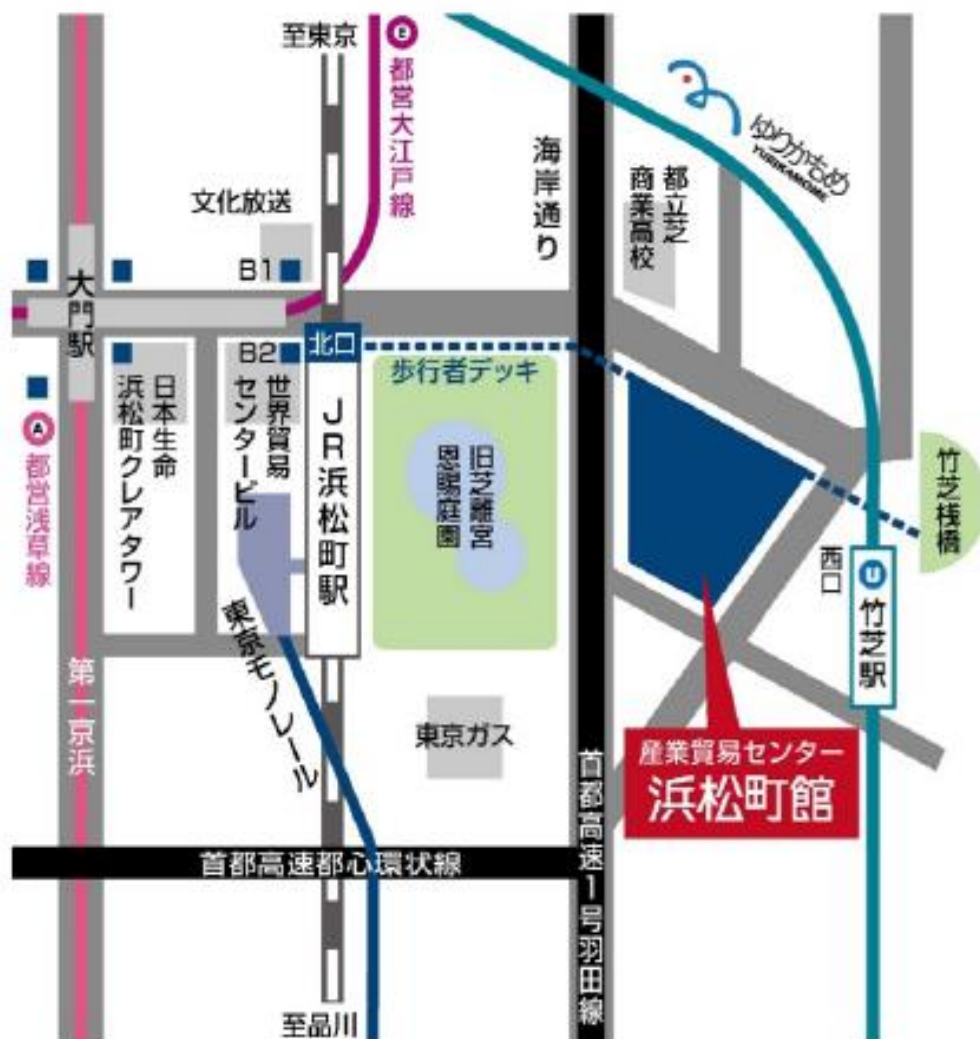 至東京
E
都営大江戸線
ゆりかもめ
YURIKAMOME
海岸通り
都立芝
商業高校
文化放送
B1
大門駅
B2
北口
歩行者デッキ
日本生命
浜松町クレアタワー
世界貿易
センタービル
JR浜松町駅
旧芝離宮
恩賜庭園
竹芝桟橋
A
都営浅草線
西口
U
竹芝駅
東京モノレール
第一京浜
東京ガス
産業貿易センター
浜松町館
首都高速都心環状線
首都高速1号羽田線
至品川